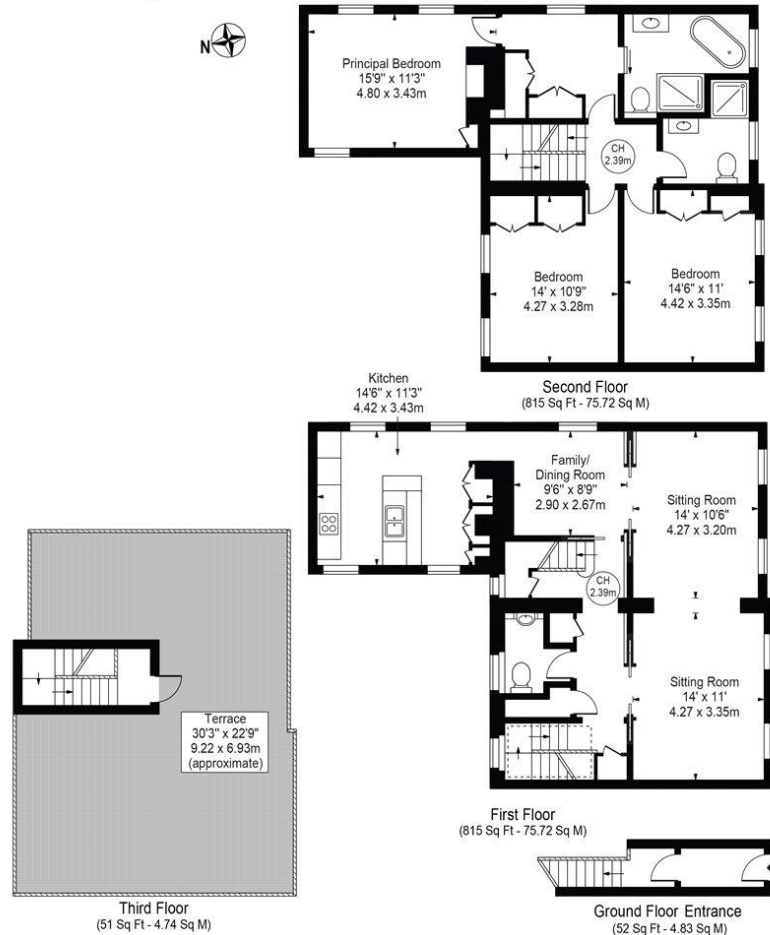 N
Principal Bedroom
15'9" x 11'3"
4.80 x 3.43m
CH
2.39m
Bedroom
14' x 10'9"
4.27 x 3.28m
Bedroom
14'6" x 11'
4.42 x 3.35m
Second Floor
(815 Sq Ft - 75.72 Sq M)
Kitchen
14'6" x 11'3"
4.42 x 3.43m
Family/
Dining Room
9'6" x 8'9"
2.90 x 2.67m
Sitting Room
14' x 10'6"
4.27 x 3.20m
CH
2.39m
Sitting Room
14' x 11'
4.27 x 3.35m
First Floor
(815 Sq Ft - 75.72 Sq M)
Terrace
30'3" x 22'9"
9.22 x 6.93m
(approximate)
Third Floor
(51 Sq Ft - 4.74 Sq M)
Ground Floor Entrance
(52 Sq Ft - 4.83 Sq M)